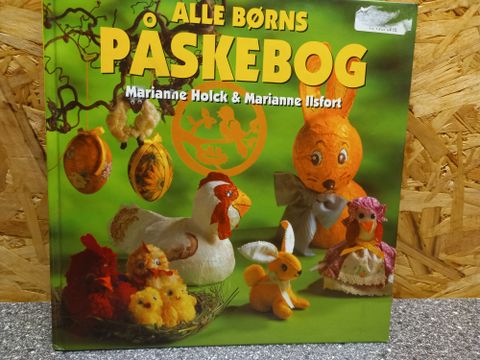 ALLE BØRNS
PÅSKEBOG
Marianne Holck & Marianne Ilsfort